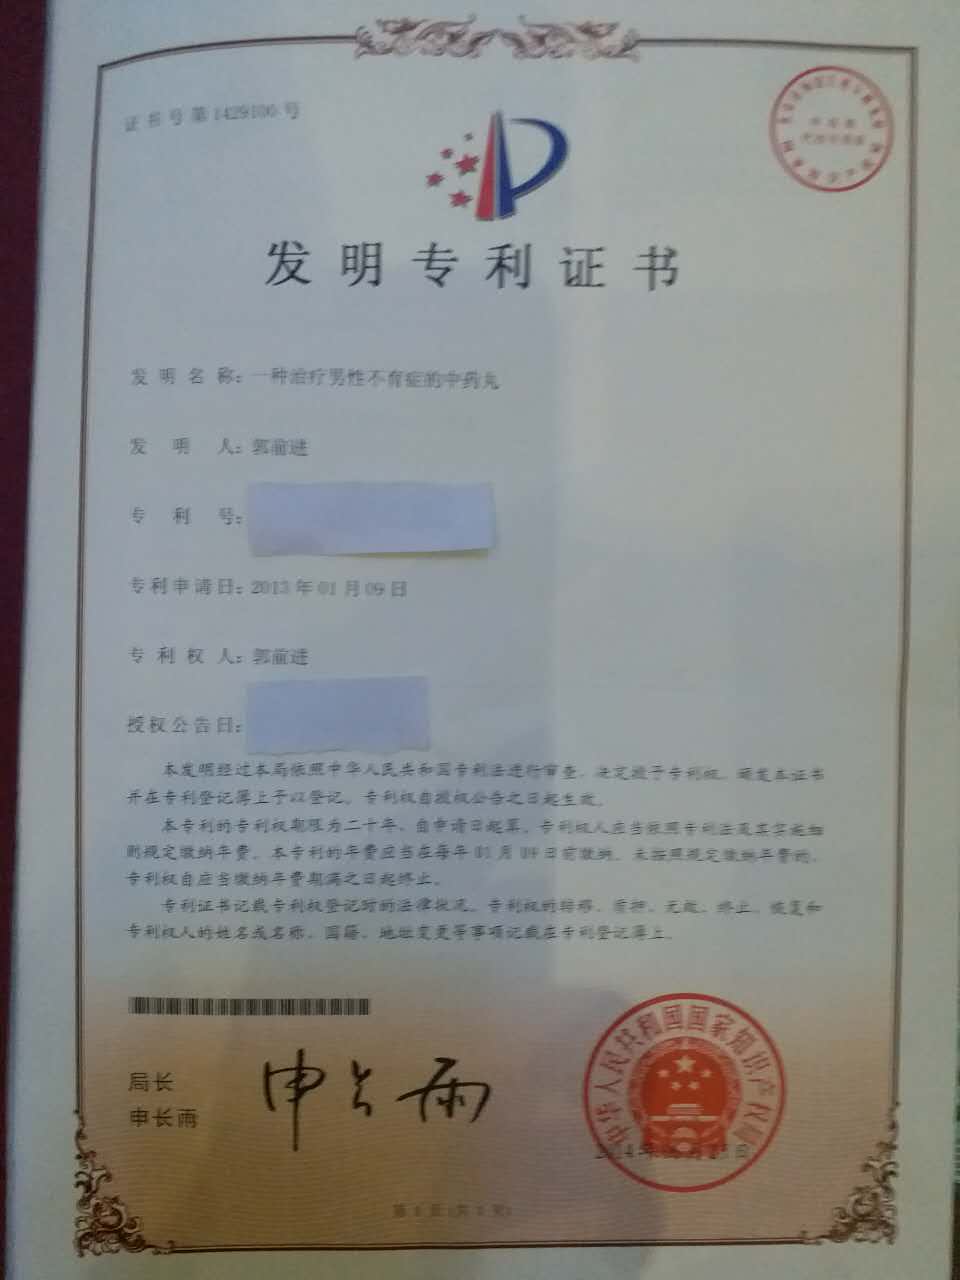 证书号第1429100号
发明专利证书
发明名称：一种治疗男性不育症的中药丸
发明人：郭前进
专利号：
专利申请日：2013年01月09日
专利权人：郭前进
授权公告日：
本发明经过本局依照中华人民共和国专利法进行审查，决定授予专利权，颁发本证书
并在专利登记簿上予以登记。专利权自授权公告之日起生效。
本专利的专利权期限为二十年，自申请日起算。专利权人应当依照专利法及其实施细
则规定缴纳年费。本专利的年费应当在每年01月09日前缴纳。未按照规定缴纳年费的，
专利权自应当缴纳年费期满之日起终止。
专利证书记载专利权登记时的法律状况。专利权的转移、质押、无效、终止、恢复和
专利权人的姓名或名称、国籍、地址变更等事项记载在专利登记簿上。
局长
申长雨
申长雨
中华人民共和国国家知识产权局
2014年
第1页(共1页)